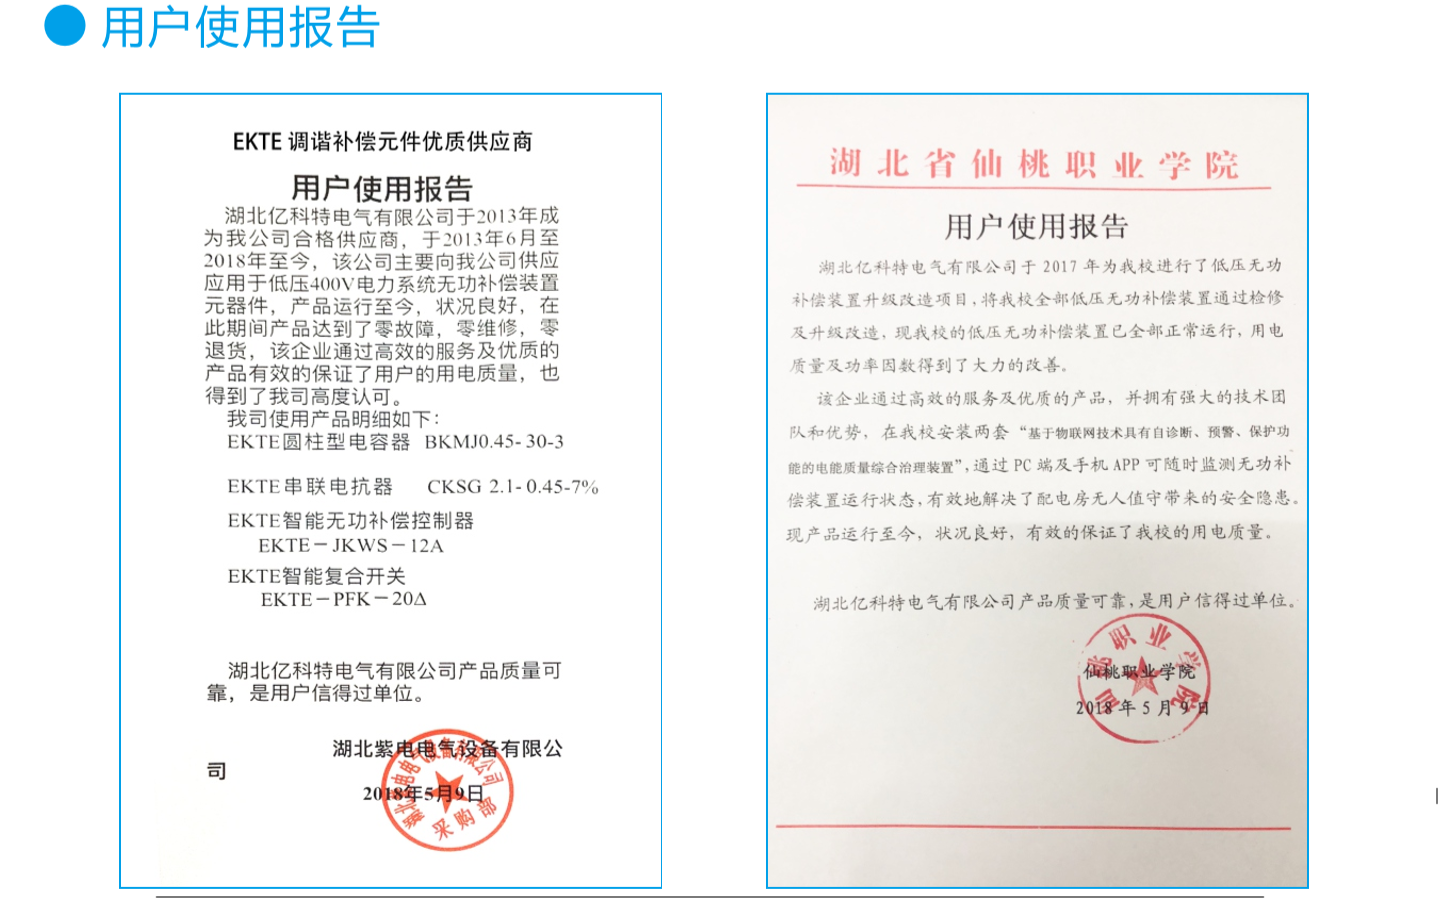 用户使用报告
EKTE 调谐补偿元件优质供应商
用户使用报告
湖北亿科特电气有限公司于2013年成
为我公司合格供应商，于2013年6月至
2018年至今，该公司主要向我公司供应
应用于低压400V电力系统无功补偿装置
元器件，产品运行至今，状况良好，在
此期间产品达到了零故障，零维修，零
退货，该企业通过高效的服务及优质的
产品有效的保证了用户的用电质量，也
得到了我司高度认可。
我司使用产品明细如下：
EKTE圆柱型电容器 BKMJ0.45-30-3
EKTE串联电抗器 CKSG 2.1-0.45-7%
EKTE智能无功补偿控制器
EKTE－JKWS－12A
EKTE智能复合开关
EKTE－PFK－20Δ
湖北亿科特电气有限公司产品质量可
靠，是用户信得过单位。
湖北紫电电气设备有限公
司
2018年5月9日
湖北紫电电气设备有限公司
采购部
湖北省仙桃职业学院
用户使用报告
湖北亿科特电气有限公司于 2017 年为我校进行了低压无功
补偿装置升级改造项目，将我校全部低压无功补偿装置通过检修
及升级改造，现我校的低压无功补偿装置已全部正常运行，用电
质量及功率因数得到了大力的改善。
该企业通过高效的服务及优质的产品，并拥有强大的技术团
队和优势，在我校安装两套“基于物联网技术具有自诊断、预警、保护功
能的电能质量综合治理装置”，通过 PC 端及手机 APP 可随时监测无功补
偿装置运行状态，有效地解决了配电房无人值守带来的安全隐患。
现产品运行至今，状况良好，有效的保证了我校的用电质量。
湖北亿科特电气有限公司产品质量可靠，是用户信得过单位。
仙桃职业学院
2018 年 5 月 9 日
仙桃职业学院